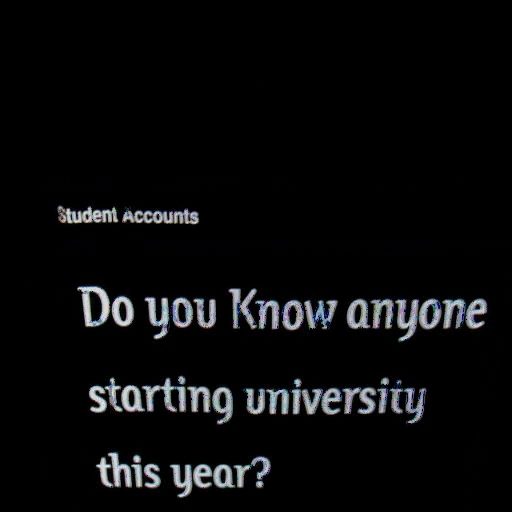 Student Accounts
Do you Know anyone
starting university
this year?